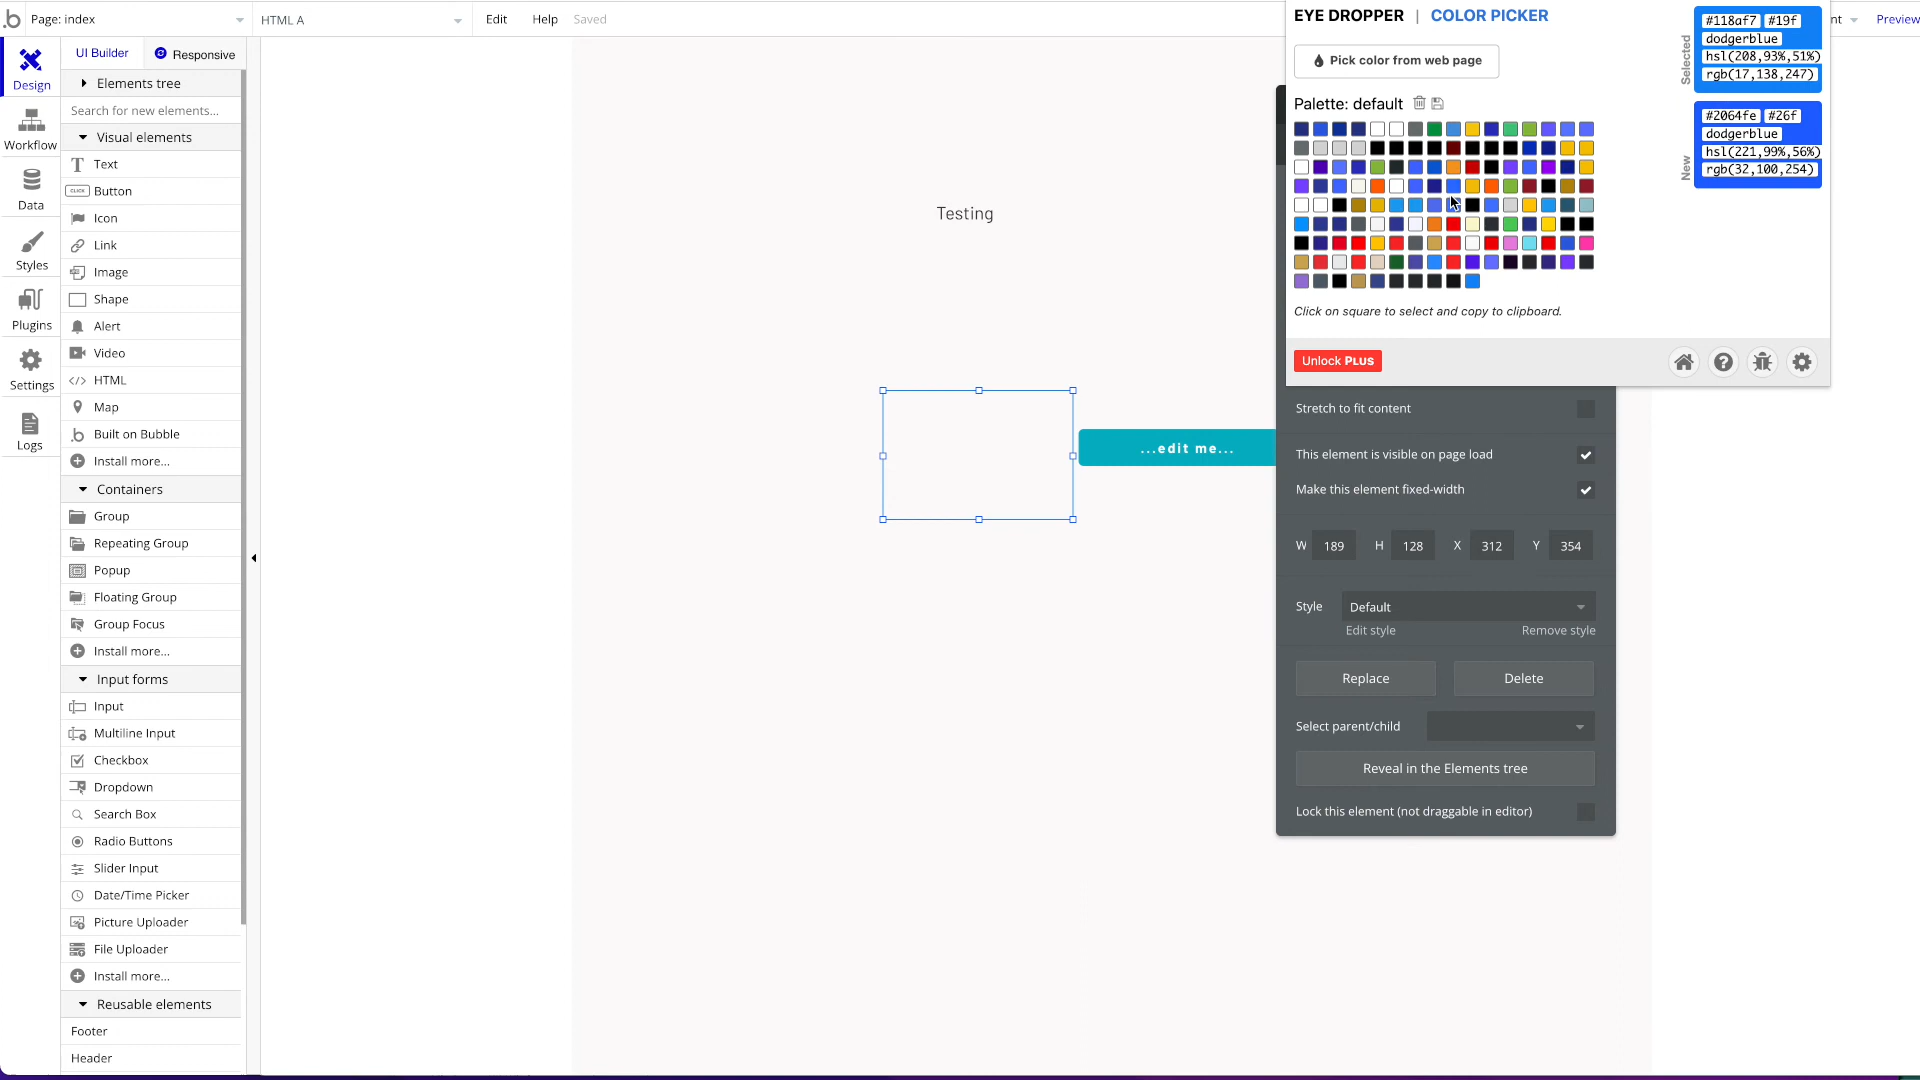 Page: index
HTML A
Edit
Help
Saved
Preview
UI Builder
Responsive
Design
Workflow
Data
Styles
Plugins
Settings
Logs
Elements tree
Search for new elements...
Visual elements
Text
CLICK
Button
Icon
Link
Image
Shape
Alert
Video
HTML
Map
Built on Bubble
Install more...
Containers
Group
Repeating Group
Popup
Floating Group
Group Focus
Install more...
Input forms
Input
Multiline Input
Checkbox
Dropdown
Search Box
Radio Buttons
Slider Input
Date/Time Picker
Picture Uploader
File Uploader
Install more...
Reusable elements
Footer
Header
Testing
...edit me...
EYE DROPPER | COLOR PICKER
Pick color from web page
Palette: default
Click on square to select and copy to clipboard.
Unlock PLUS
Selected
#118af7 #19f
dodgerblue
hsl(208,93%,51%)
rgb(17,138,247)
New
#2064fe #26f
dodgerblue
hsl(221,99%,56%)
rgb(32,100,254)
Stretch to fit content
This element is visible on page load
Make this element fixed-width
W 189 H 128 X 312 Y 354
Style Default
Edit style Remove style
Replace Delete
Select parent/child
Reveal in the Elements tree
Lock this element (not draggable in editor)